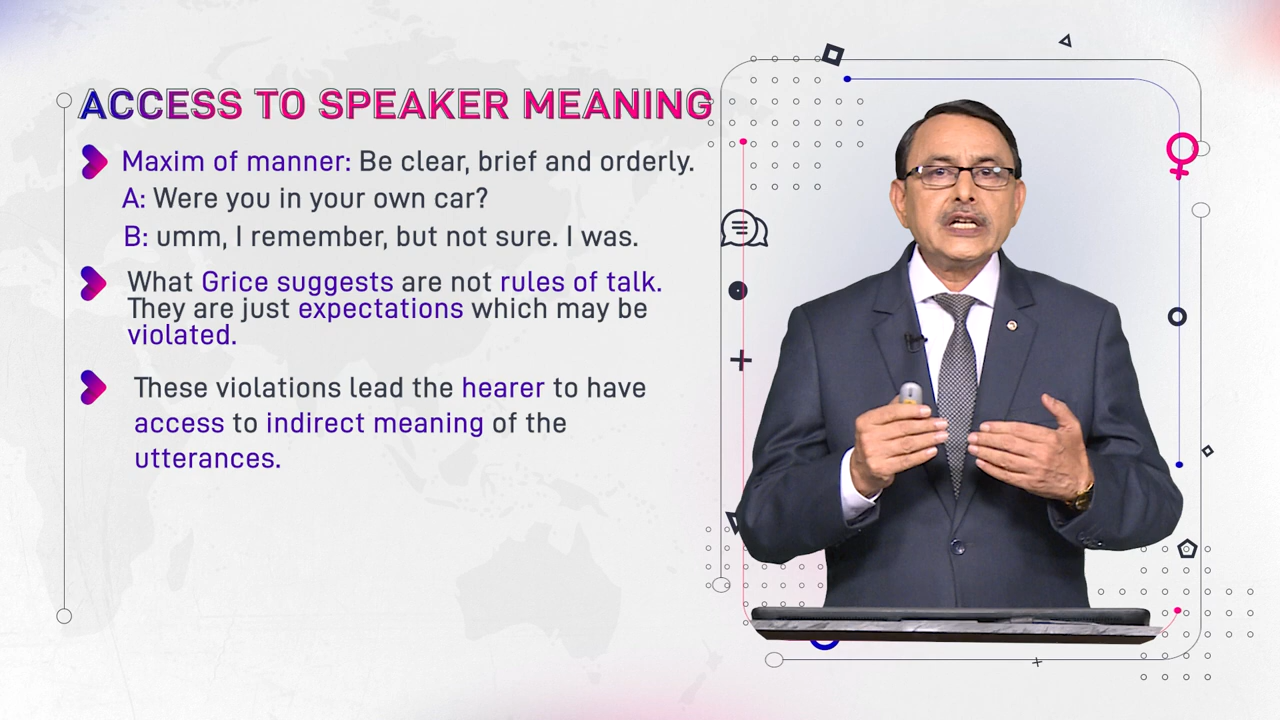 ACCESS TO SPEAKER MEANING
Maxim of manner: Be clear, brief and orderly.
A: Were you in your own car?
B: umm, I remember, but not sure. I was.
What Grice suggests are not rules of talk.
They are just expectations which may be
violated.
These violations lead the hearer to have
access to indirect meaning of the
utterances.